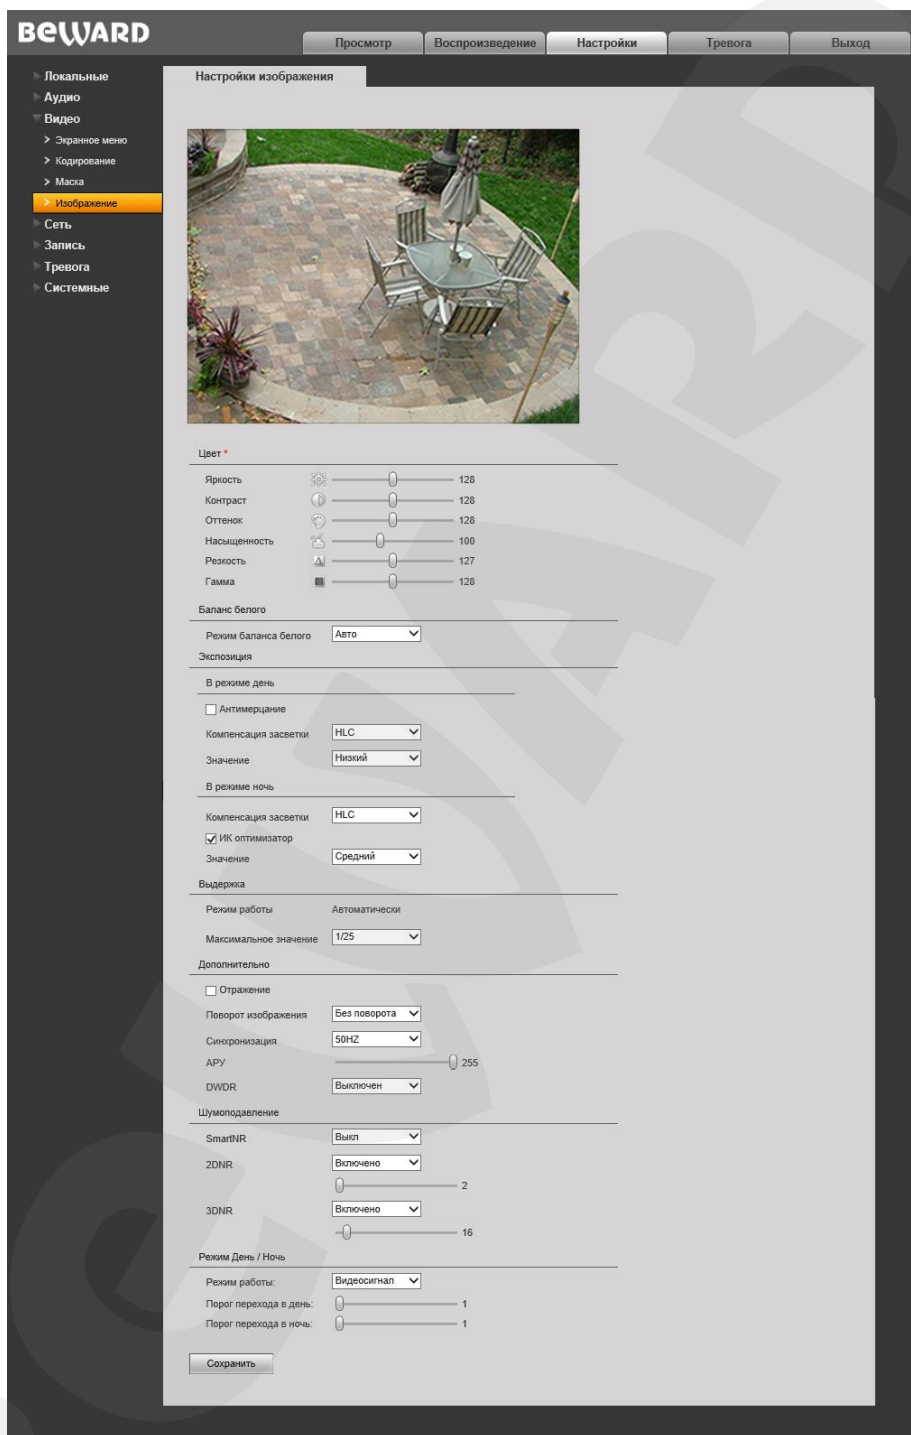 BEWARD
Просмотр Воспроизведение Настройки Тревога Выход
Локальные
Аудио
Видео
Экранное меню
Кодирование
Маска
Изображение
Сеть
Запись
Тревога
Системные
Настройки изображения
Цвет *
Яркость 128
Контраст 128
Оттенок 128
Насыщенность 100
Резкость 127
Гамма 128
Баланс белого
Режим баланса белого Авто
Экспозиция
В режиме день
Антимерцание
Компенсация засветки HLC
Значение Низкий
В режиме ночь
Компенсация засветки HLC
ИК оптимизатор
Значение Средний
Выдержка
Режим работы Автоматически
Максимальное значение 1/25
Дополнительно
Отражение
Поворот изображения Без поворота
Синхронизация 50HZ
АРУ 255
DWDR Выключен
Шумоподавление
SmartNR Выкл
2DNR Включено
2
3DNR Включено
16
Режим День / Ночь
Режим работы: Видеосигнал
Порог перехода в день: 1
Порог перехода в ночь: 1
Сохранить